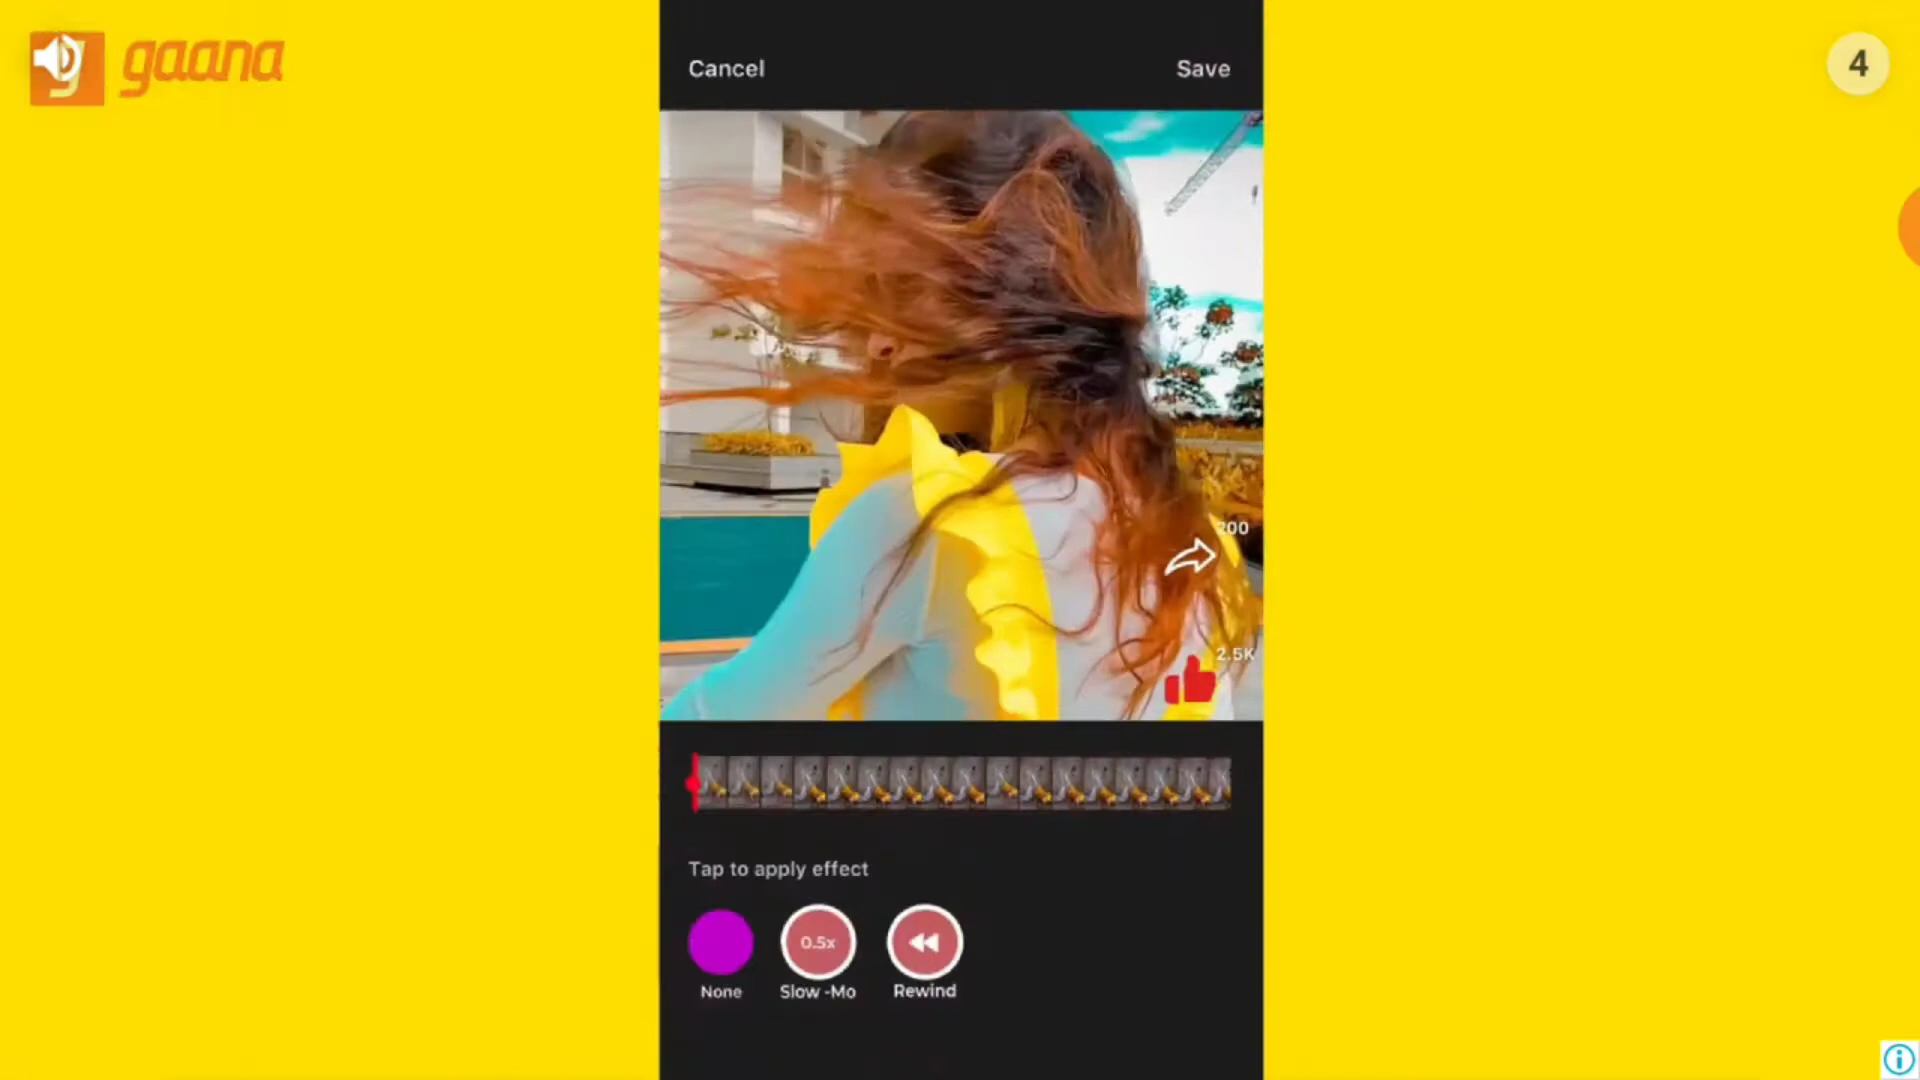 gaana
4
Cancel
Save
200
2.5K
Tap to apply effect
0.5x
None
Slow -Mo
Rewind